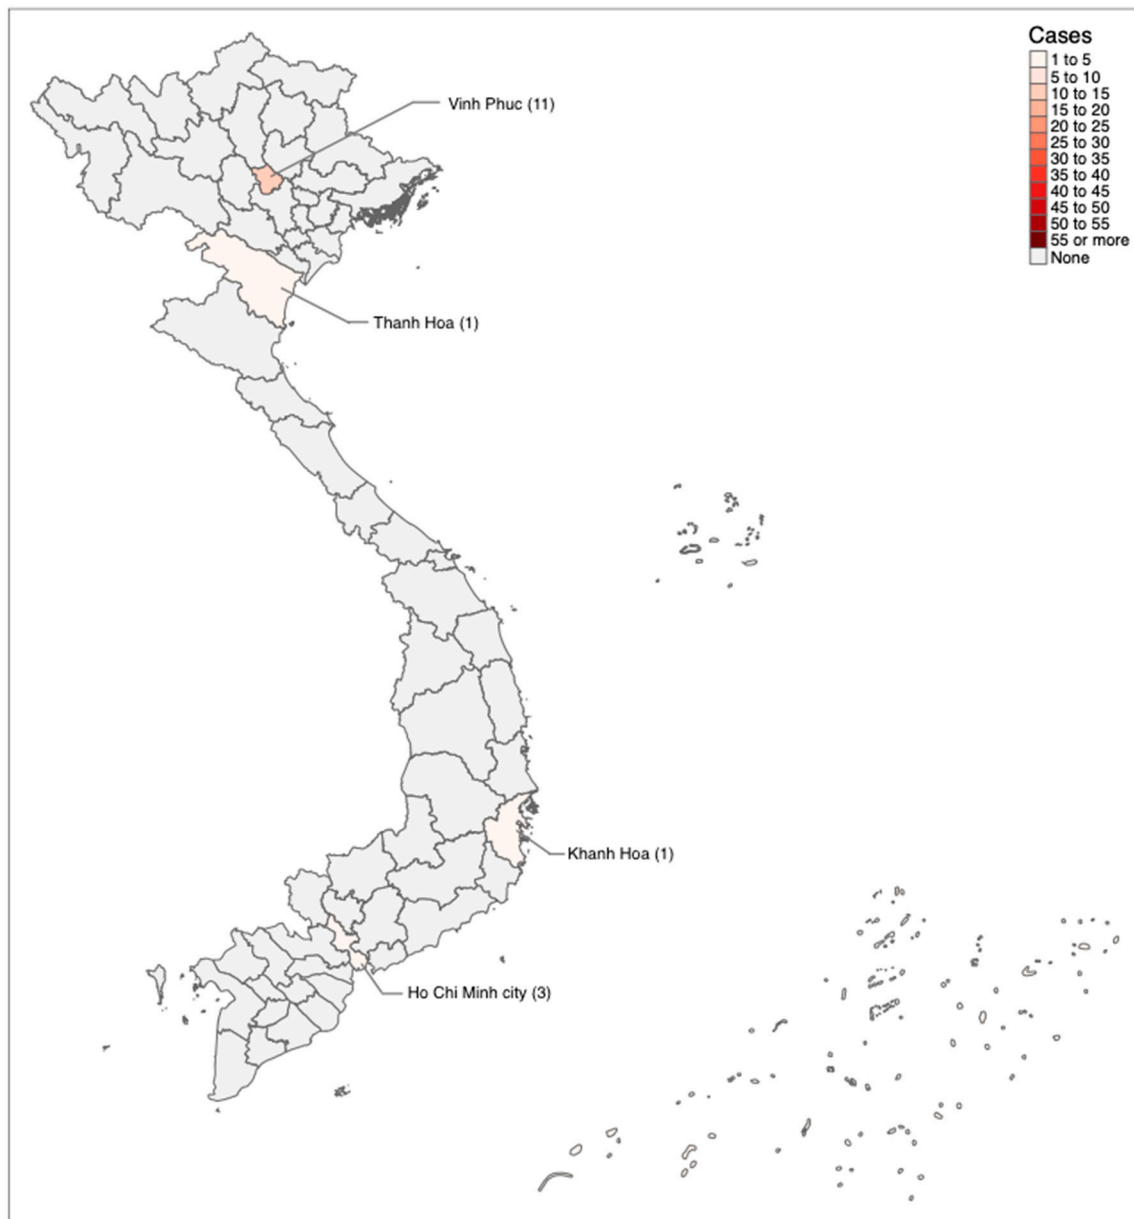 Cases
1 to 5
5 to 10
10 to 15
15 to 20
20 to 25
25 to 30
30 to 35
35 to 40
40 to 45
45 to 50
50 to 55
55 or more
None
Vinh Phuc (11)
Thanh Hoa (1)
Khanh Hoa (1)
Ho Chi Minh city (3)